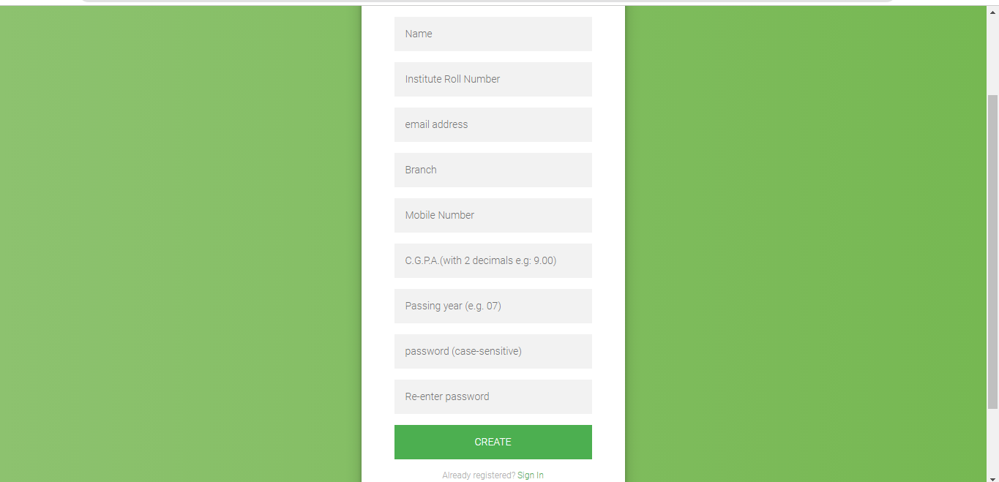 Name
Institute Roll Number
email address
Branch
Mobile Number
C.G.P.A.(with 2 decimals e.g: 9.00)
Passing year (e.g. 07)
password (case-sensitive)
Re-enter password
CREATE
Already registered? Sign In